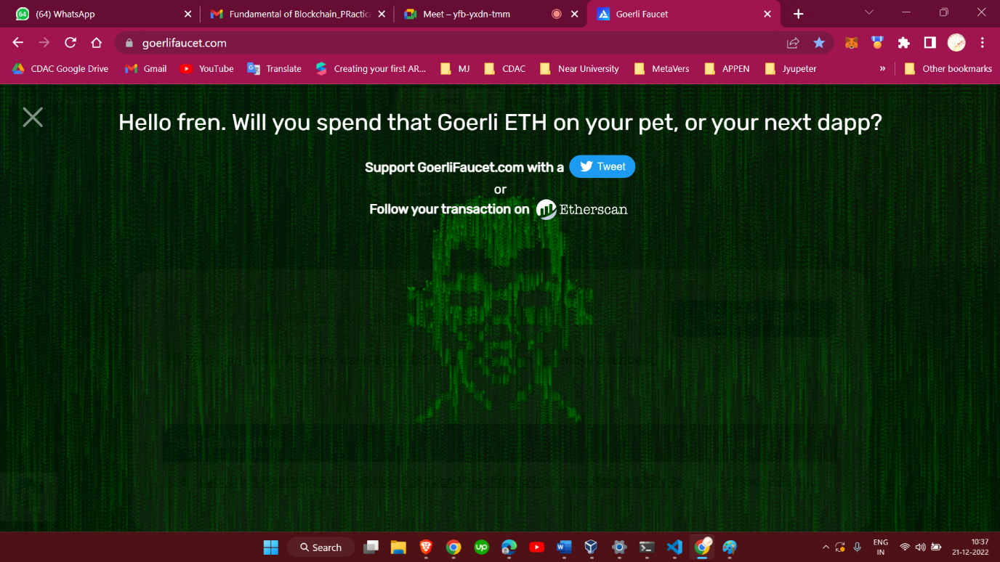 (64) WhatsApp
Fundamental of Blockchain_PRactic
Meet – yfb-yxdn-tmm
Goerli Faucet
goerlifaucet.com
CDAC Google Drive
Gmail
YouTube
Translate
Creating your first AR...
MJ
CDAC
Near University
MetaVers
APPEN
Jyupeter
»
Other bookmarks
Hello fren. Will you spend that Goerli ETH on your pet, or your next dapp?
Support GoerliFaucet.com with a Tweet
or
Follow your transaction on Etherscan
Search
ENG
IN
10:37
21-12-2022